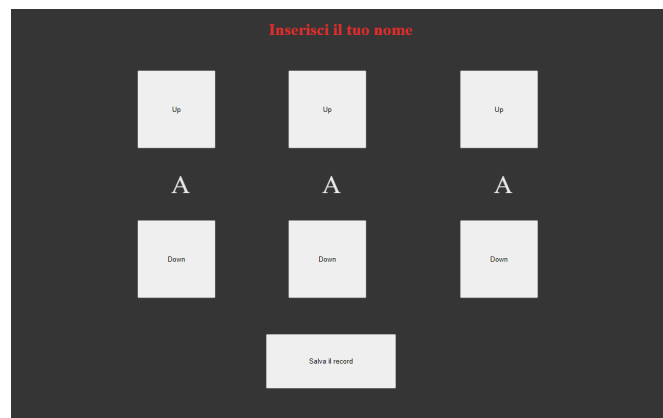 Inserisci il tuo nome
Up Up Up
A A A
Down Down Down
Salva il record